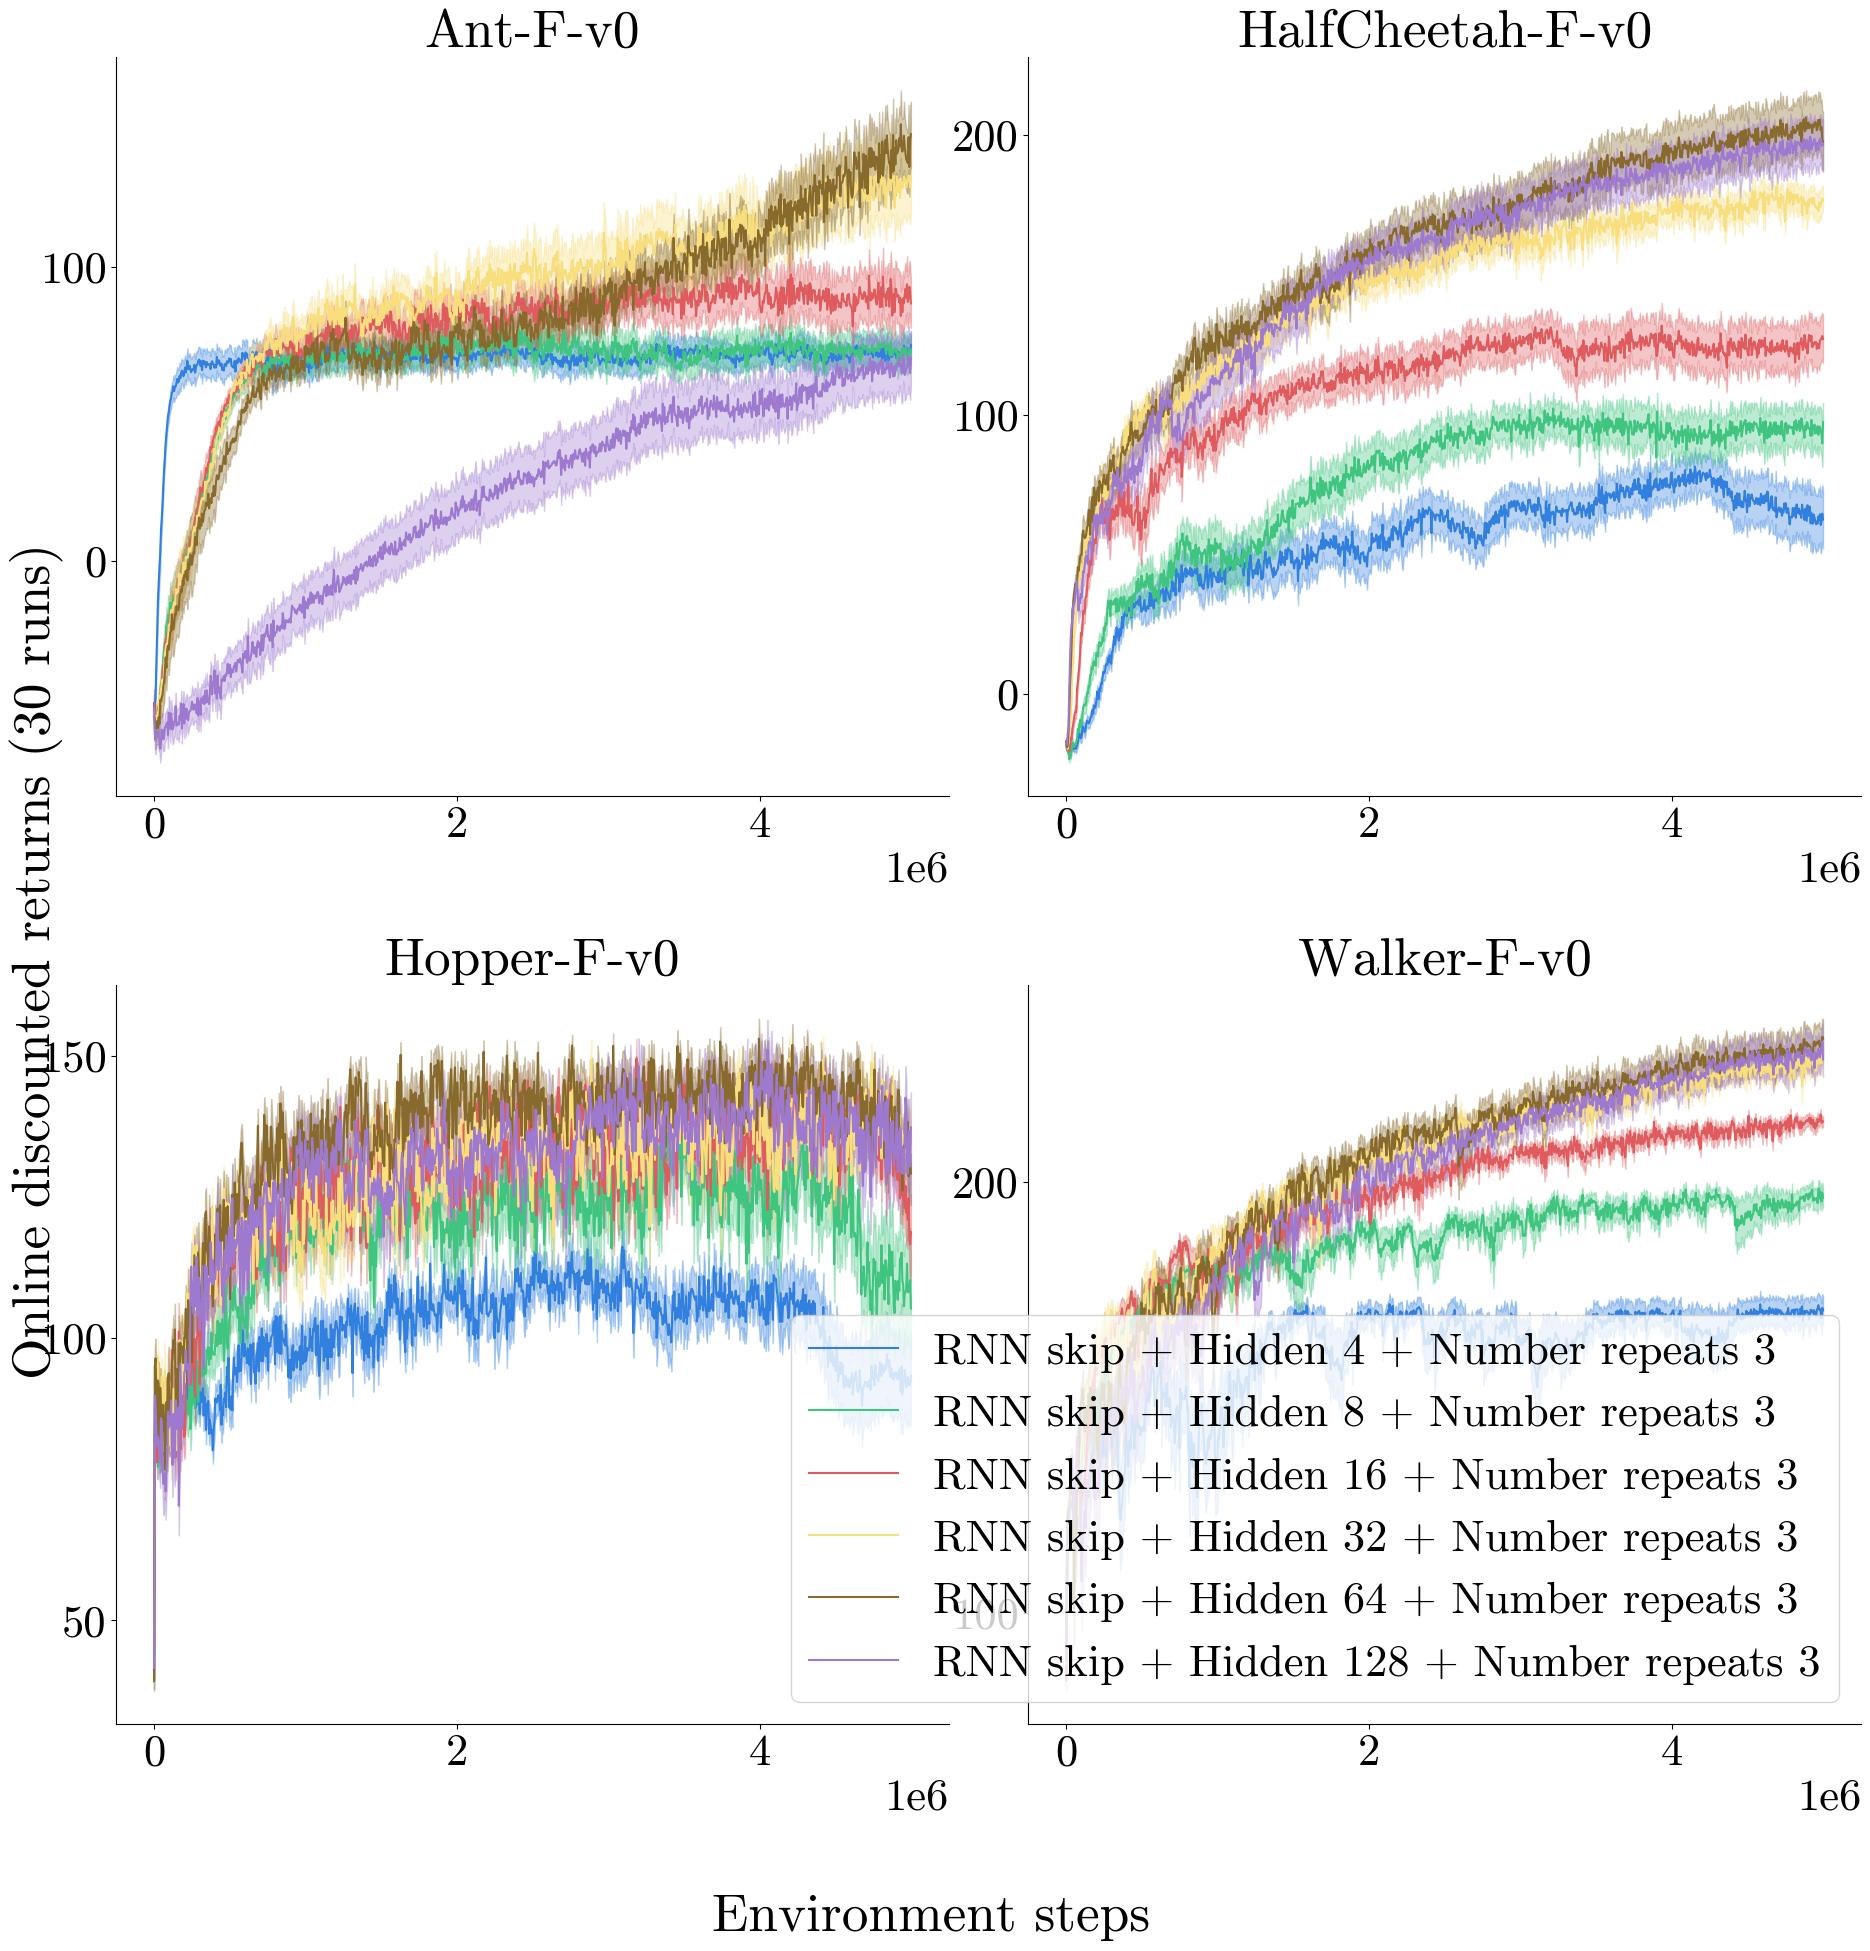 Ant-F-v0
HalfCheetah-F-v0
100
0
0
2
4
1e6
200
100
0
0
2
4
1e6
Hopper-F-v0
Walker-F-v0
150
100
50
0
2
4
1e6
200
100
0
2
4
1e6
RNN skip + Hidden 4 + Number repeats 3
RNN skip + Hidden 8 + Number repeats 3
RNN skip + Hidden 16 + Number repeats 3
RNN skip + Hidden 32 + Number repeats 3
RNN skip + Hidden 64 + Number repeats 3
RNN skip + Hidden 128 + Number repeats 3
Online discounted returns (30 runs)
Environment steps